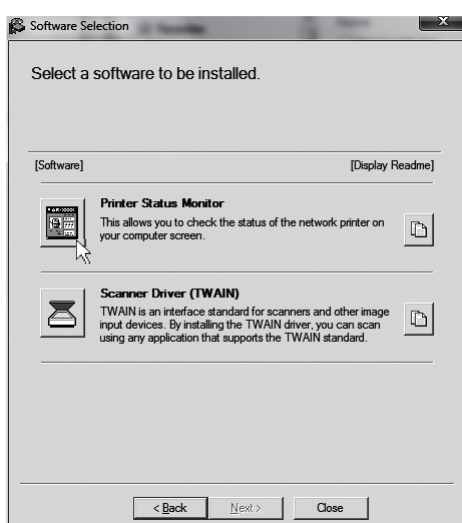 Software Selection
Select a software to be installed.
[Software] [Display Readme]
Printer Status Monitor
This allows you to check the status of the network printer on
your computer screen.
Scanner Driver (TWAIN)
TWAIN is an interface standard for scanners and other image
input devices. By installing the TWAIN driver, you can scan
using any application that supports the TWAIN standard.
< Back Next > Close